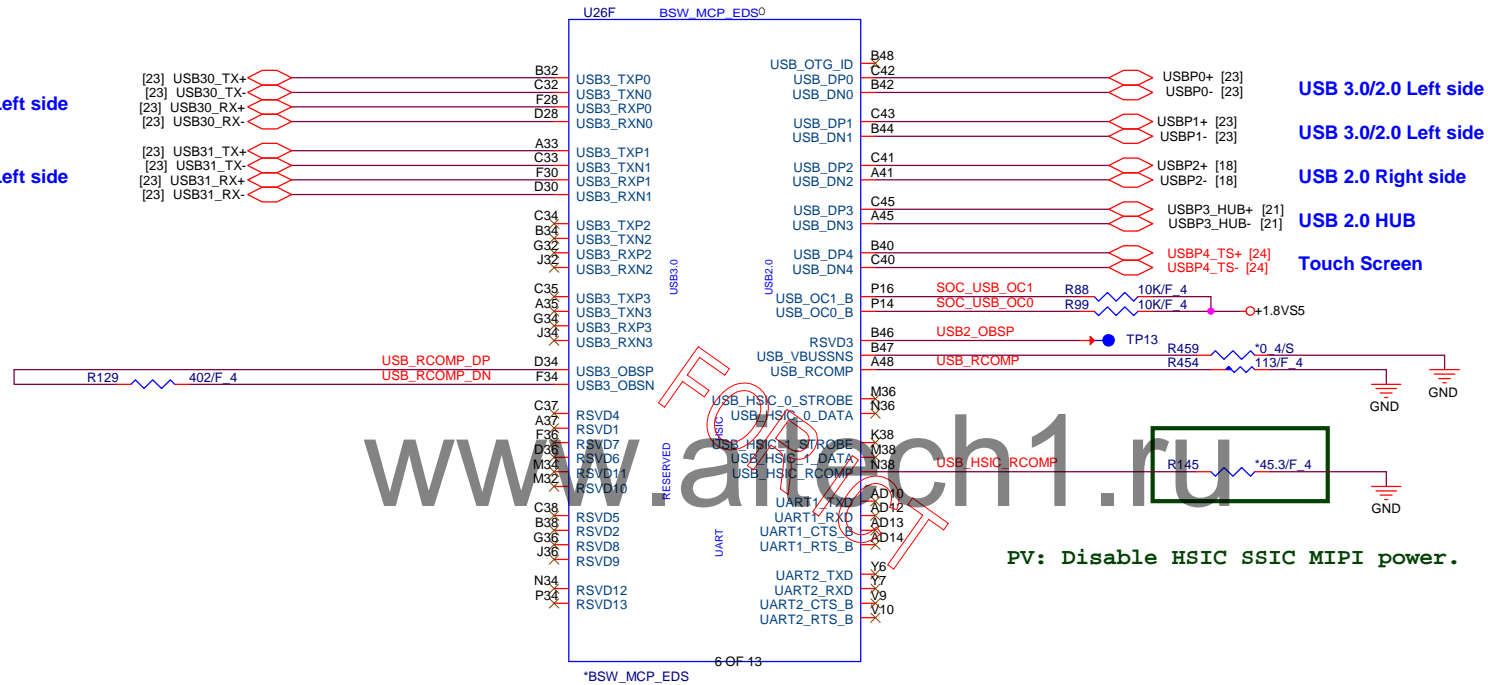 U26F BSW_MCP_EDS
Left side
[23] USB30_TX+ B32 USB3_TXP0
[23] USB30_TX- C32 USB3_TXN0
[23] USB30_RX+ F28 USB3_RXP0
[23] USB30_RX- D28 USB3_RXN0
Left side
[23] USB31_TX+ A33 USB3_TXP1
[23] USB31_TX- C33 USB3_TXN1
[23] USB31_RX+ F30 USB3_RXP1
[23] USB31_RX- D30 USB3_RXN1
C34 USB3_TXP2
B34 USB3_TXN2
G32 USB3_RXP2
J32 USB3_RXN2
C35 USB3_TXP3
A35 USB3_TXN3
G34 USB3_RXP3
J34 USB3_RXN3
USB_RCOMP_DP D34 USB3_OBSP
R129 402/F_4 USB_RCOMP_DN F34 USB3_OBSN
C37 RSVD4
A37 RSVD1
F36 RSVD7
D36 RSVD6
M34 RSVD11
M32 RSVD10
C38 RSVD5
B38 RSVD2
G36 RSVD8
J36 RSVD9
N34 RSVD12
P34 RSVD13
USB3.0
RESERVED
USB2.0
HSIC
UART
USB_OTG_ID B48
USB_DP0 C42 USBP0+ [23]
USB_DN0 B42 USBP0- [23]
USB 3.0/2.0 Left side
USB_DP1 C43 USBP1+ [23]
USB_DN1 B44 USBP1- [23]
USB 3.0/2.0 Left side
USB_DP2 C41 USBP2+ [18]
USB_DN2 A41 USBP2- [18]
USB 2.0 Right side
USB_DP3 C45 USBP3_HUB+ [21]
USB_DN3 A45 USBP3_HUB- [21]
USB 2.0 HUB
USB_DP4 B40 USBP4_TS+ [24]
USB_DN4 C40 USBP4_TS- [24]
Touch Screen
USB_OC1_B P16 SOC_USB_OC1 R88 10K/F_4
USB_OC0_B P14 SOC_USB_OC0 R99 10K/F_4 +1.8VS5
RSVD3 B46 USB2_OBSP TP13
USB_VBUSSNS B47 R459 *0_4/S GND
USB_RCOMP A48 USB_RCOMP R454 113/F_4 GND
USB_HSIC_0_STROBE M36
USB_HSIC_0_DATA N36
USB_HSIC_1_STROBE K38
USB_HSIC_1_DATA M38
USB_HSIC_RCOMP N38 USB_HSIC_RCOMP R145 *45.3/F_4 GND
UART1_TXD AD10
UART1_RXD AD12
UART1_CTS_B AD13
UART1_RTS_B AD14
PV: Disable HSIC SSIC MIPI power.
UART2_TXD Y6
UART2_RXD Y7
UART2_CTS_B V9
UART2_RTS_B V10
6 OF 13
*BSW_MCP_EDS
www.aitech1.ru